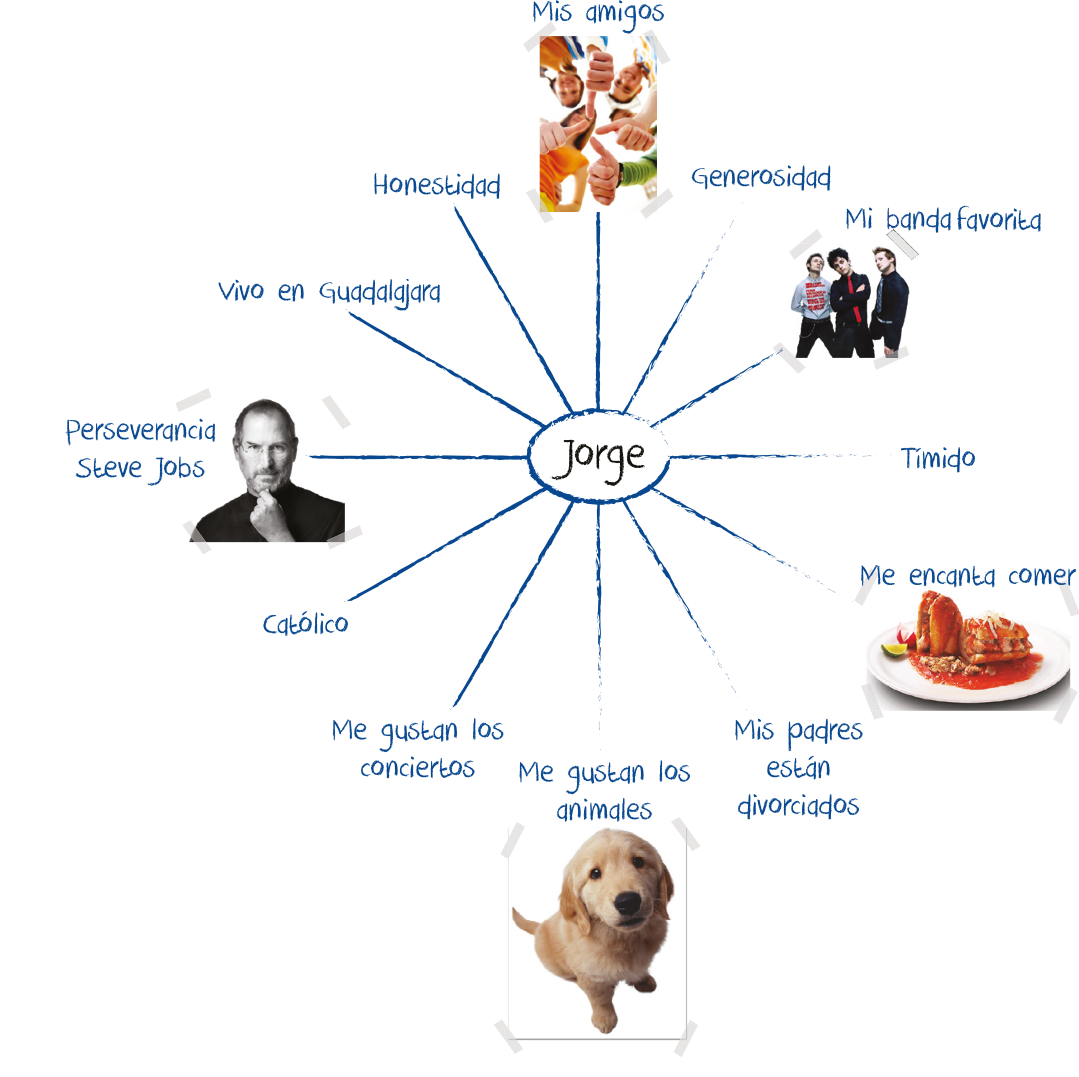 Mis amigos
Honestidad
Generosidad
Mi banda favorita
Vivo en Guadalajara
Perseverancia
Steve Jobs
Jorge
Tímido
Me encanta comer
Católico
Me gustan los
conciertos
Me gustan los
animales
Mis padres
están
divorciados